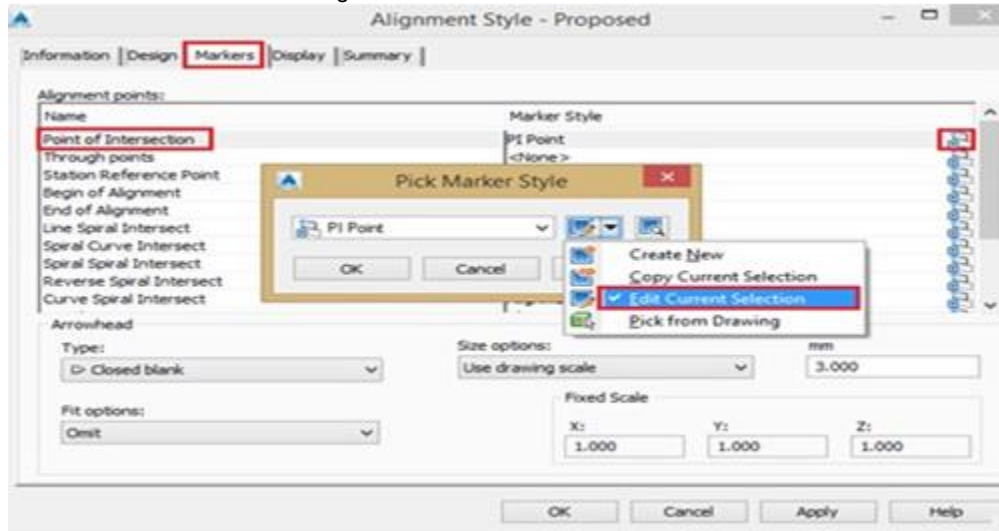 Alignment Style - Proposed
Information Design Markers Display Summary
Alignment points:
Name Marker Style
Point of Intersection PI Point
Through points <None>
Station Reference Point
Begin of Alignment
End of Alignment
Line Spiral Intersect
Spiral Curve Intersect
Spiral Spiral Intersect
Reverse Spiral Intersect
Curve Spiral Intersect
Pick Marker Style
PI Point
OK Cancel
Create New
Copy Current Selection
Edit Current Selection
Pick from Drawing
Arrowhead
Type: Size options: mm
Closed blank Use drawing scale 3.000
Fixed Scale
Fit options: X: Y: Z:
Omit 1.000 1.000 1.000
OK Cancel Apply Help